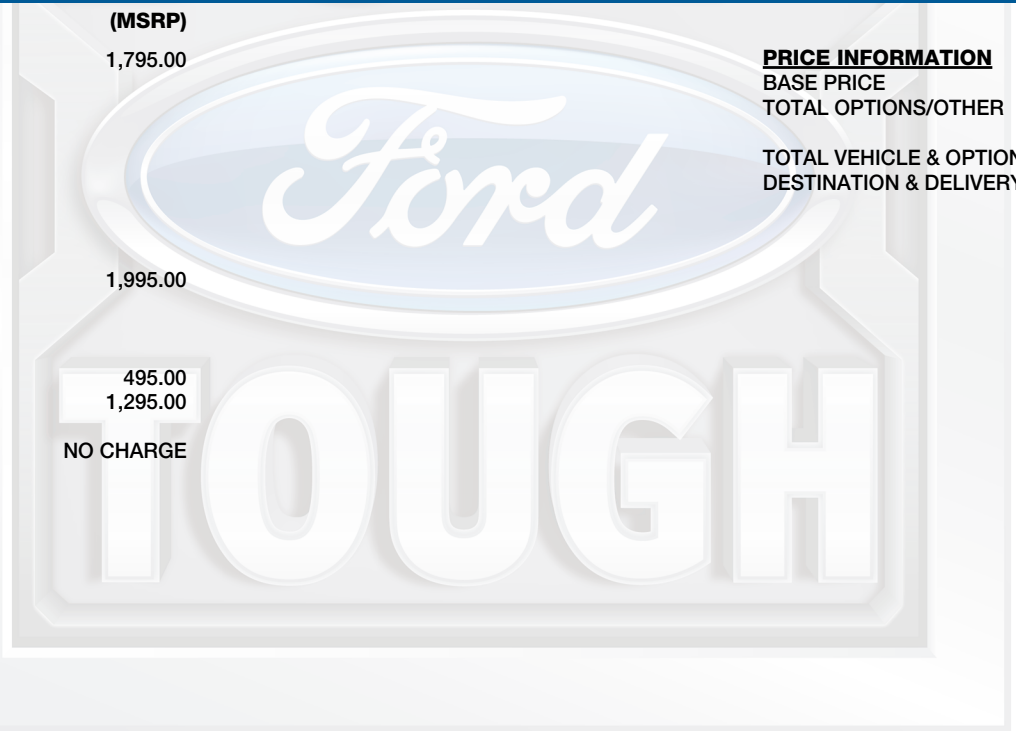 (MSRP)
1,795.00
1,995.00
495.00
1,295.00
NO CHARGE
PRICE INFORMATION
BASE PRICE
TOTAL OPTIONS/OTHER
TOTAL VEHICLE & OPTION
DESTINATION & DELIVERY
Ford
TOUGH